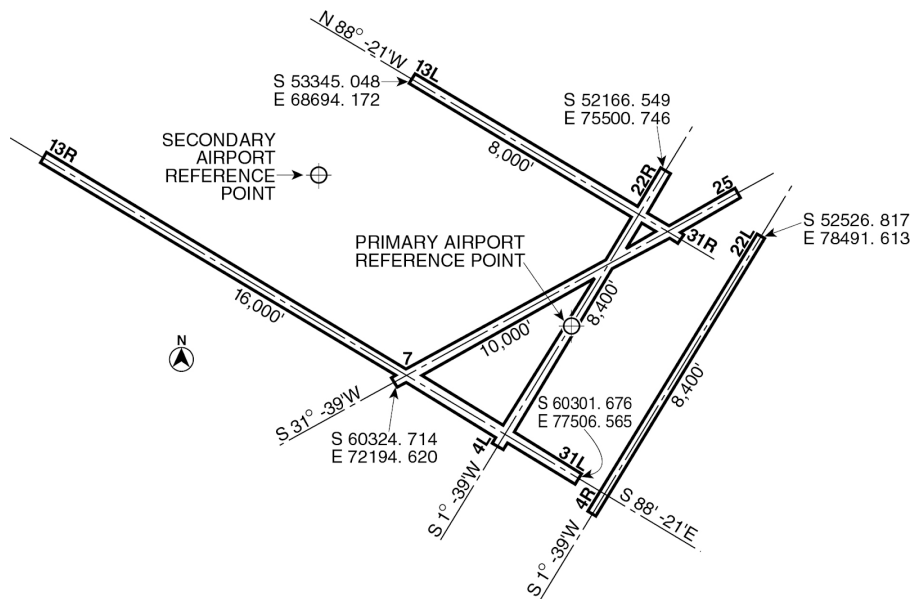 N 88° -21'W
13L
S 53345. 048
E 68694. 172
S 52166. 549
E 75500. 746
SECONDARY
AIRPORT
REFERENCE
POINT
13R
8,000'
22R
25
31R
22L
S 52526. 817
E 78491. 613
PRIMARY AIRPORT
REFERENCE POINT
16,000'
10,000'
8,400'
8,400'
N
7
S 31° -39'W
S 60324. 714
E 72194. 620
S 60301. 676
E 77506. 565
4L
31L
4R
S 88' -21'E
S 1° -39'W
S 1° -39'W